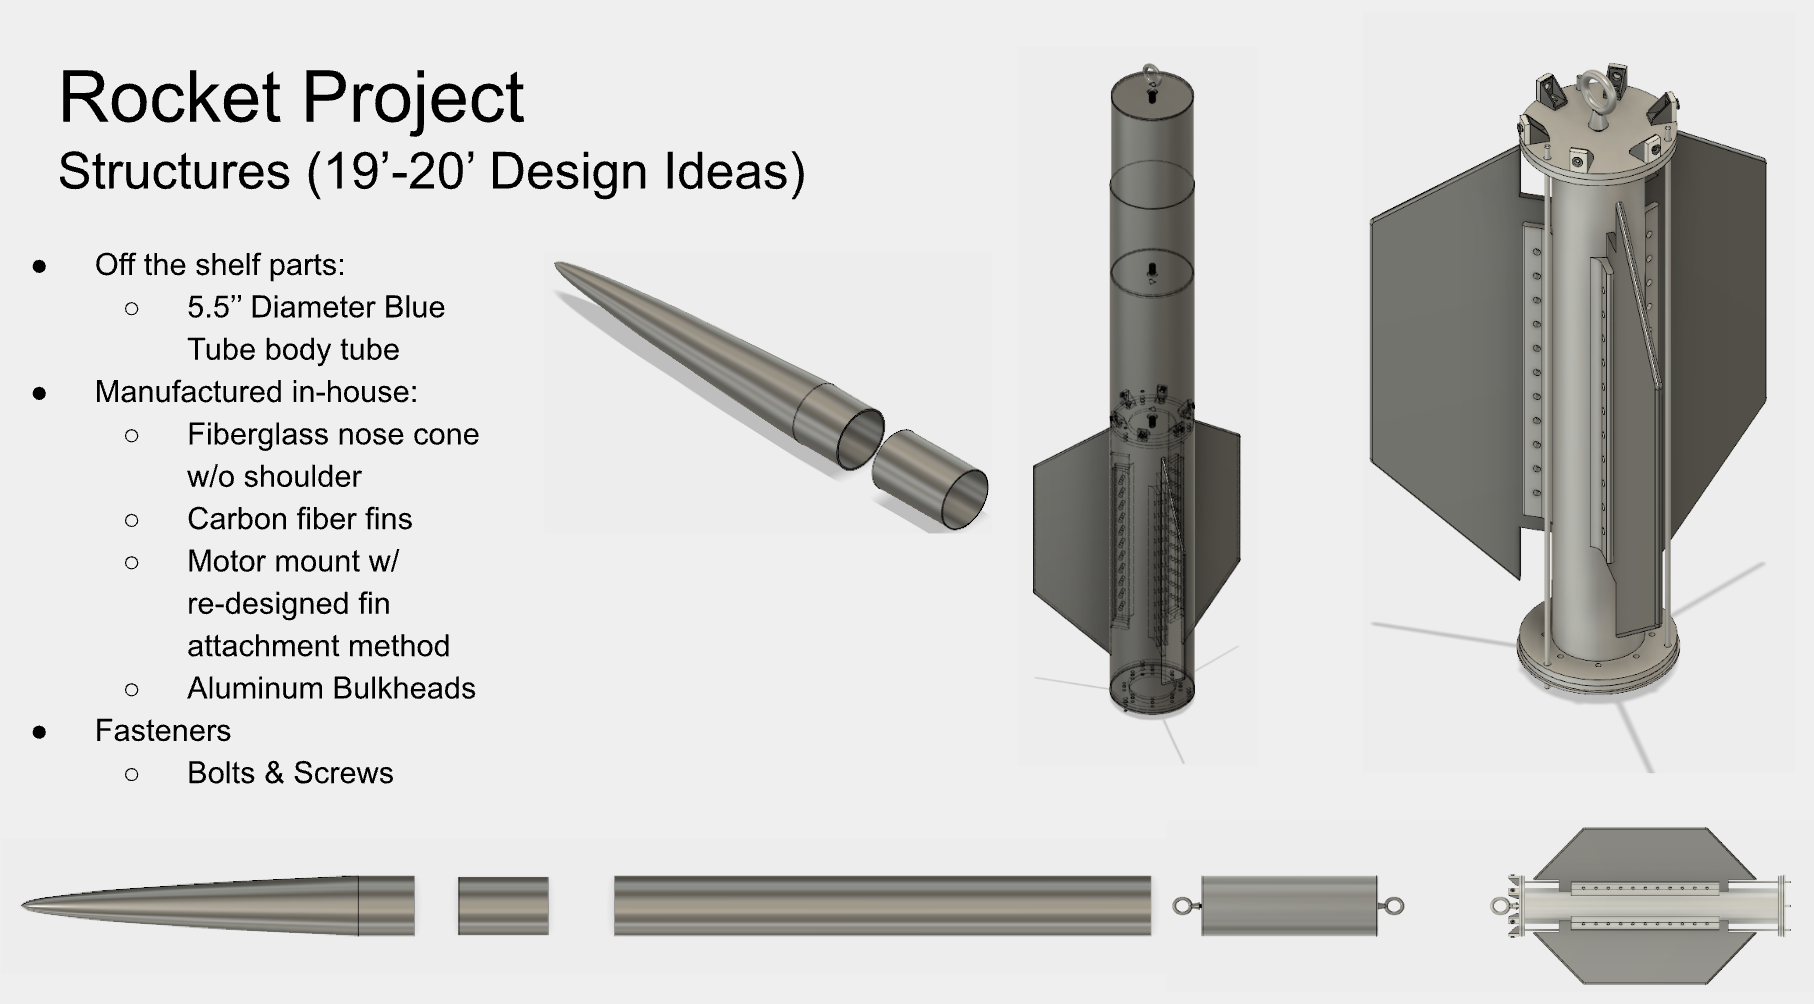 Rocket Project
Structures (19’-20’ Design Ideas)
● Off the shelf parts:
○ 5.5’’ Diameter Blue
Tube body tube
● Manufactured in-house:
○ Fiberglass nose cone
w/o shoulder
○ Carbon fiber fins
○ Motor mount w/
re-designed fin
attachment method
○ Aluminum Bulkheads
● Fasteners
○ Bolts & Screws